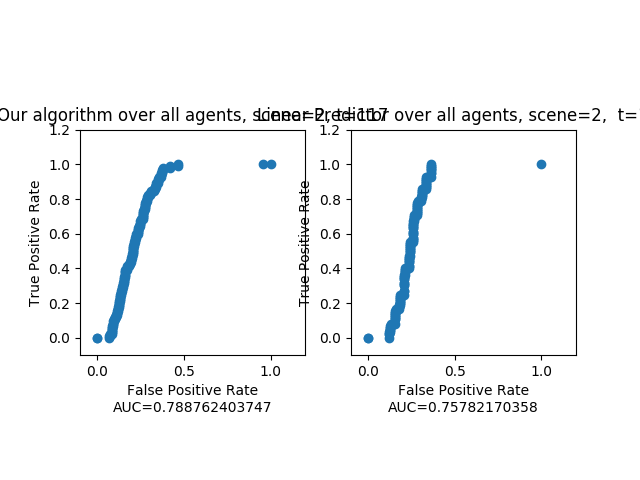 Our algorithm over all agents, scene=2, t=117
Linear Predictor over all agents, scene=2, t=
1.2
1.0
0.8
0.6
0.4
0.2
0.0
True Positive Rate
0.0
0.5
1.0
False Positive Rate
AUC=0.788762403747
1.2
1.0
0.8
0.6
0.4
0.2
0.0
True Positive Rate
0.0
0.5
1.0
False Positive Rate
AUC=0.75782170358